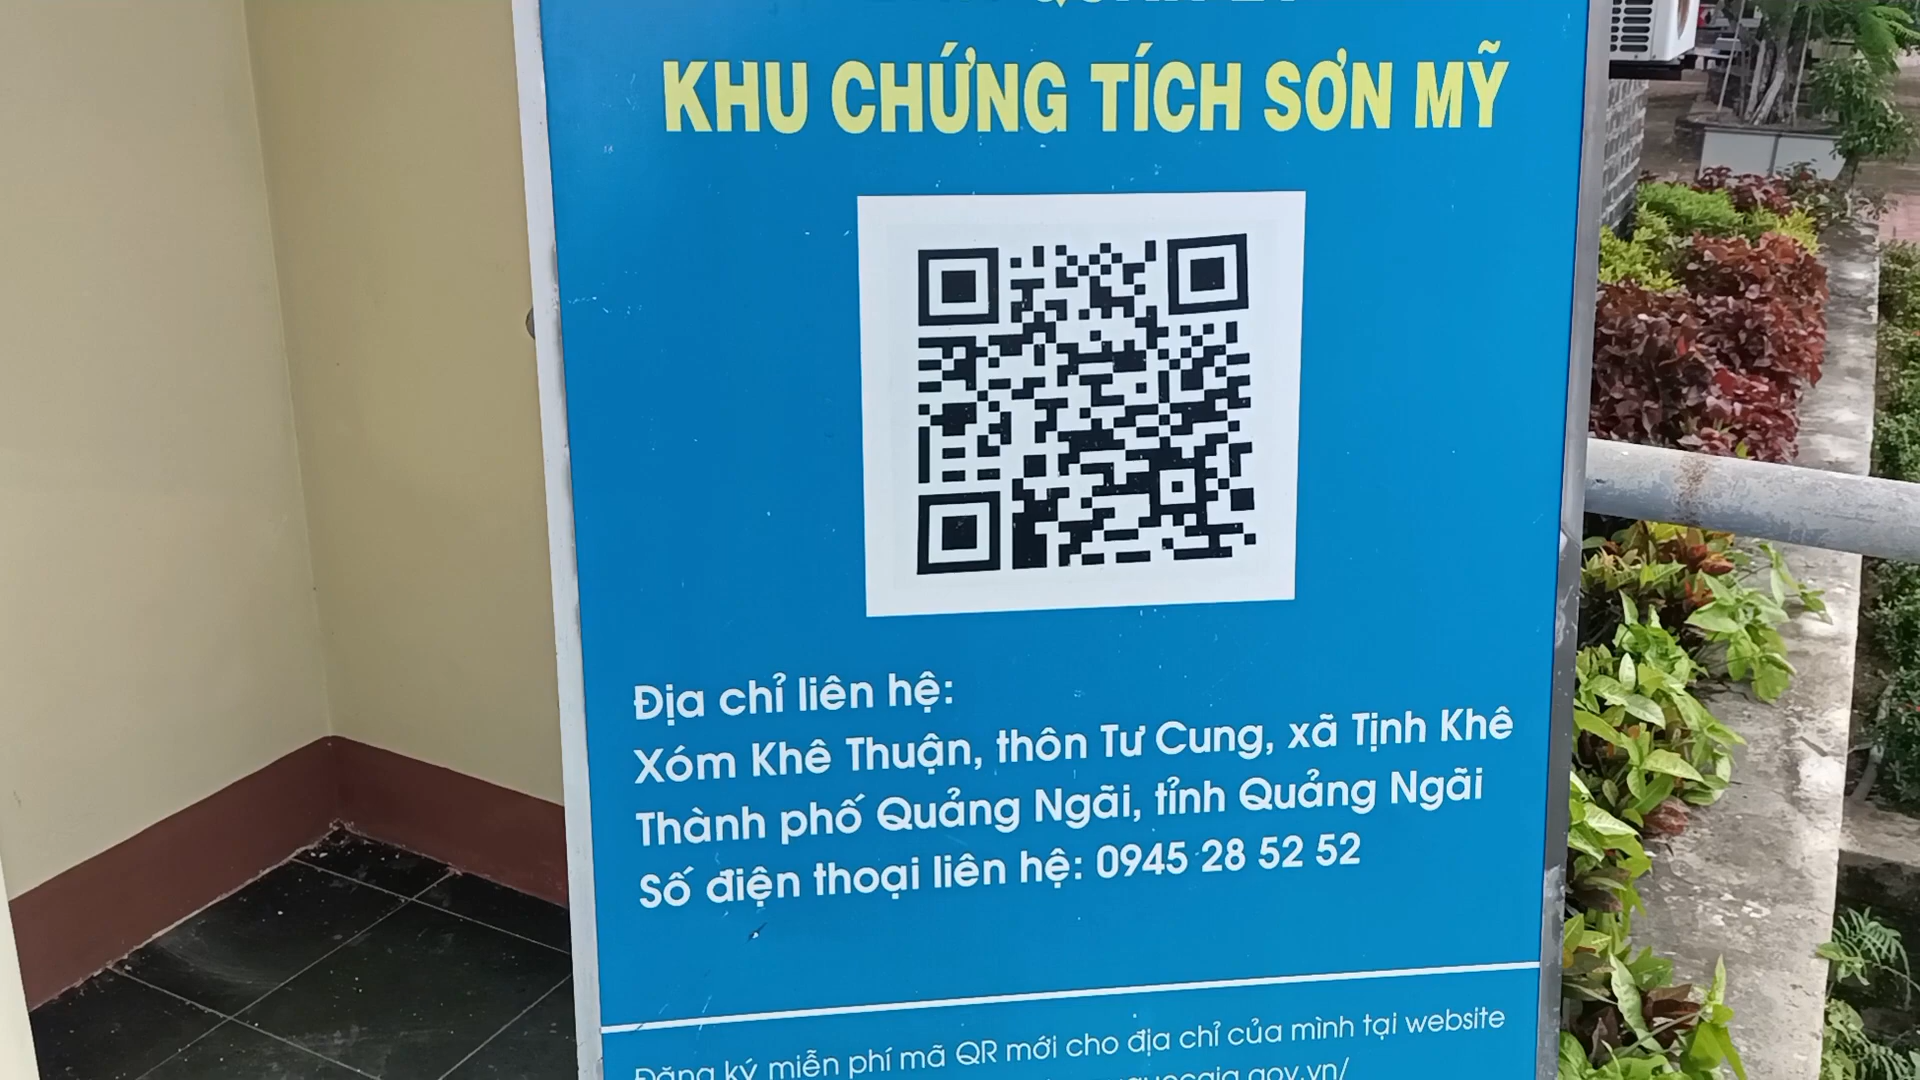 KHU CHỨNG TÍCH SƠN MỸ
Địa chỉ liên hệ:
Xóm Khê Thuận, thôn Tư Cung, xã Tịnh Khê
Thành phố Quảng Ngãi, tỉnh Quảng Ngãi
Số điện thoại liên hệ: 0945 28 52 52
Đăng ký miễn phí mã QR mới cho địa chỉ của mình tại website